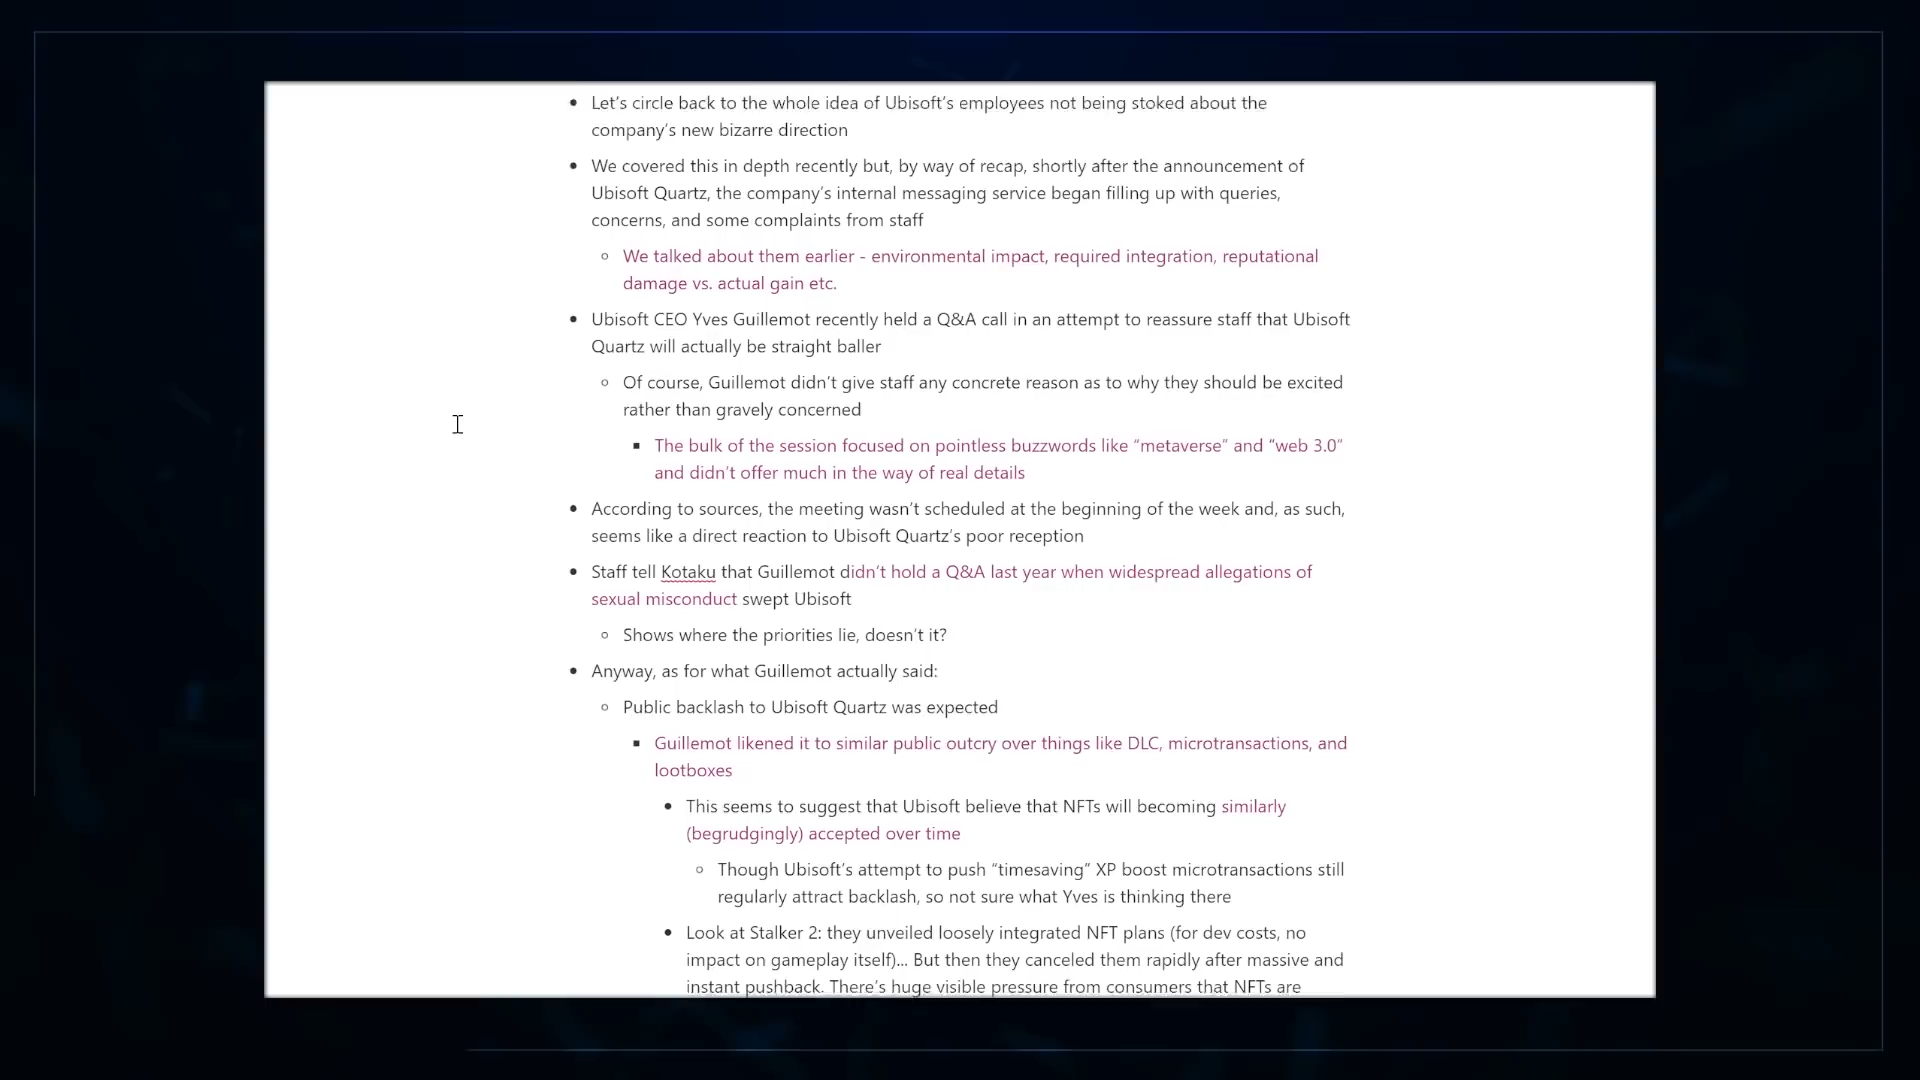 Let's circle back to the whole idea of Ubisoft's employees not being stoked about the
company's new bizarre direction
We covered this in depth recently but, by way of recap, shortly after the announcement of
Ubisoft Quartz, the company's internal messaging service began filling up with queries,
concerns, and some complaints from staff
We talked about them earlier - environmental impact, required integration, reputational
damage vs. actual gain etc.
Ubisoft CEO Yves Guillemot recently held a Q&A call in an attempt to reassure staff that Ubisoft
Quartz will actually be straight baller
Of course, Guillemot didn't give staff any concrete reason as to why they should be excited
rather than gravely concerned
The bulk of the session focused on pointless buzzwords like “metaverse” and “web 3.0”
and didn't offer much in the way of real details
According to sources, the meeting wasn't scheduled at the beginning of the week and, as such,
seems like a direct reaction to Ubisoft Quartz's poor reception
Staff tell Kotaku that Guillemot didn't hold a Q&A last year when widespread allegations of
sexual misconduct swept Ubisoft
Shows where the priorities lie, doesn't it?
Anyway, as for what Guillemot actually said:
Public backlash to Ubisoft Quartz was expected
Guillemot likened it to similar public outcry over things like DLC, microtransactions, and
lootboxes
This seems to suggest that Ubisoft believe that NFTs will becoming similarly
(begrudgingly) accepted over time
Though Ubisoft's attempt to push “timesaving” XP boost microtransactions still
regularly attract backlash, so not sure what Yves is thinking there
Look at Stalker 2: they unveiled loosely integrated NFT plans (for dev costs, no
impact on gameplay itself)... But then they canceled them rapidly after massive and
instant pushback. There's huge visible pressure from consumers that NFTs are